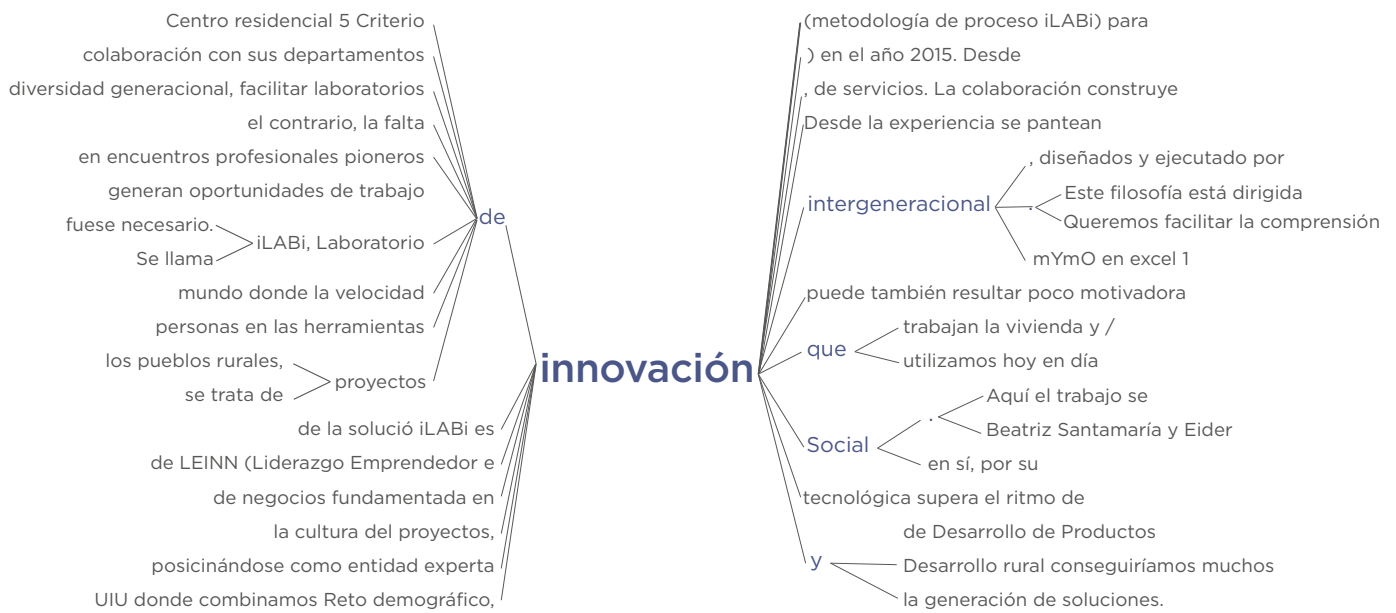 Centro residencial 5 Criterio
colaboración con sus departamentos
diversidad generacional, facilitar laboratorios
el contrario, la falta
en encuentros profesionales pioneros
generan oportunidades de trabajo
fuese necesario.
Se llama
iLABi, Laboratorio
mundo donde la velocidad
personas en las herramientas
los pueblos rurales,
se trata de
proyectos
de
de la solució iLABi es
de LEINN (Liderazgo Emprendedor e
de negocios fundamentada en
la cultura del proyectos,
posicinándose como entidad experta
UIU donde combinamos Reto demográfico,
innovación
(metodología de proceso iLABi) para
) en el año 2015. Desde
, de servicios. La colaboración construye
Desde la experiencia se pantean
intergeneracional
, diseñados y ejecutado por
.
Este filosofía está dirigida
Queremos facilitar la comprensión
mYmO en excel 1
puede también resultar poco motivadora
que
trabajan la vivienda y /
utilizamos hoy en día
Social
.
Aquí el trabajo se
Beatriz Santamaría y Eider
en sí, por su
tecnológica supera el ritmo de
y
de Desarrollo de Productos
Desarrollo rural conseguiríamos muchos
la generación de soluciones.